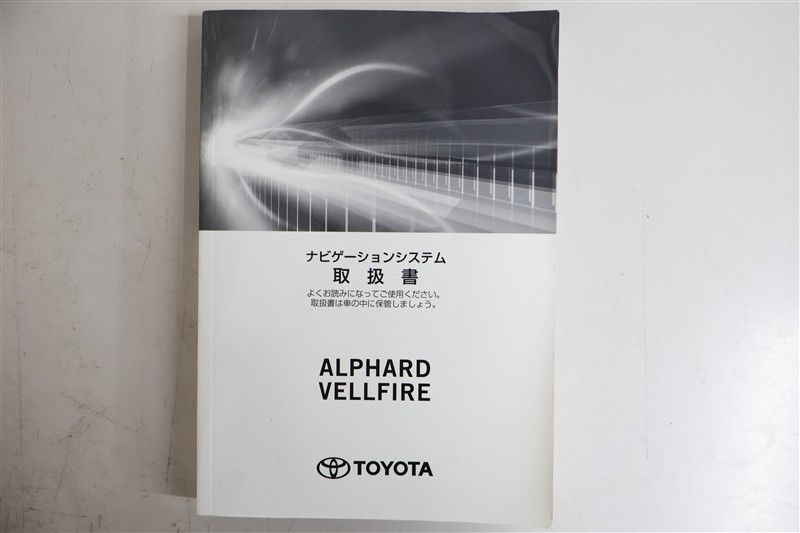 ナビゲーションシステム
取扱書
よくお読みになってご使用ください。
取扱書は車の中に保管しましょう。
ALPHARD
VELLFIRE
TOYOTA